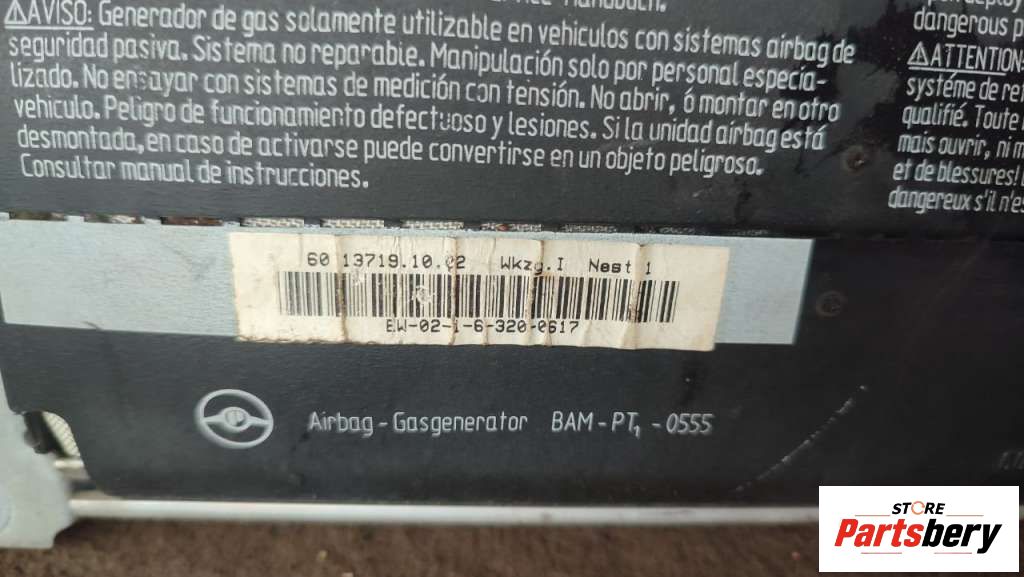 Handbuch.
⚠AVISO: Generador de gas solamente utilizable en vehiculos con sistemas airbag de
seguridad pasiva. Sistema no reparable. Manipulación solo por personal especia-
lizado. No ensayar con sistemas de medición con tensión. No abrir, ó montar en otro
vehiculo. Peligro de funcionamiento defectuoso y lesiones. Si la unidad airbag está
desmontada, en caso de activarse puede convertirse en un objeto peligroso.
Consultar manual de instrucciones.
dangerous p
⚠ATTENTION:
systéme de re
qualifié. Toute
mais ouvrir, ni m
et de blessures!
dangereux s'il n'es
60 13719.10.02 Wkzg.I Nest 1
EW-02-1-6-320-0617
Airbag - Gasgenerator BAM - PT₁ - 0555
STORE
Partsbery